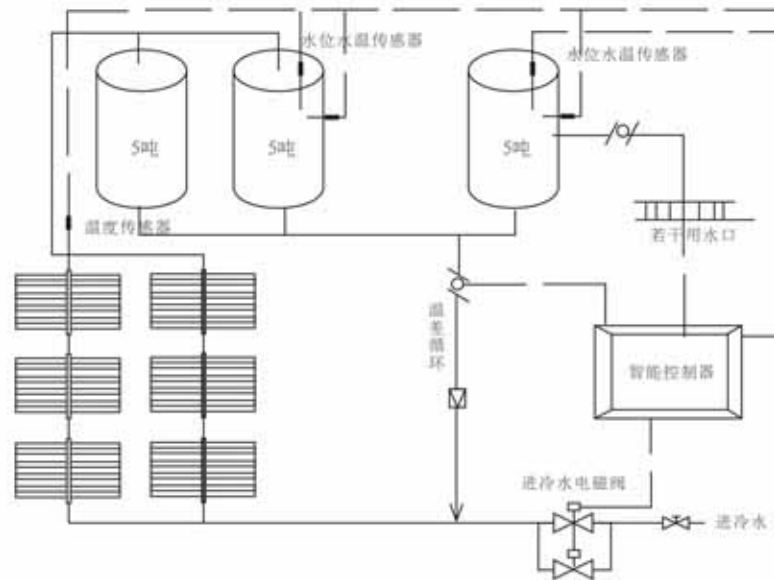 水位水温传感器
水位水温传感器
5吨
5吨
5吨
温度传感器
若干用水口
温差循环
智能控制器
进冷水电磁阀
进冷水